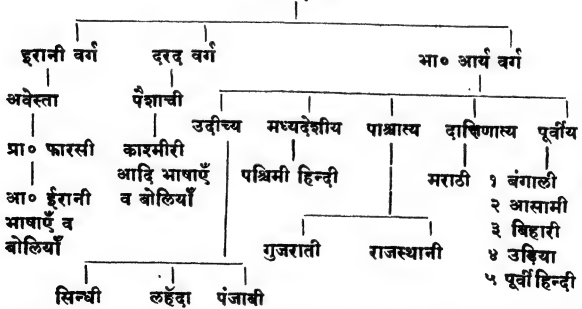 इरानी वर्ग दरद वर्ग भा० आर्य वर्ग
अवेस्ता पैशाची
उदीच्य मध्यदेशीय पाश्चात्य दाक्षिणात्य पूर्वीय
प्रा० फारसी काश्मीरी
आदि भाषाएँ पश्चिमी हिन्दी मराठी १ बंगाली
आ० ईरानी व बोलियाँ २ आसामी
भाषाएँ व ३ बिहारी
बोलियाँ गुजराती राजस्थानी ४ उड़िया
५ पूर्वी हिन्दी
सिन्धी लहँदा पंजाबी